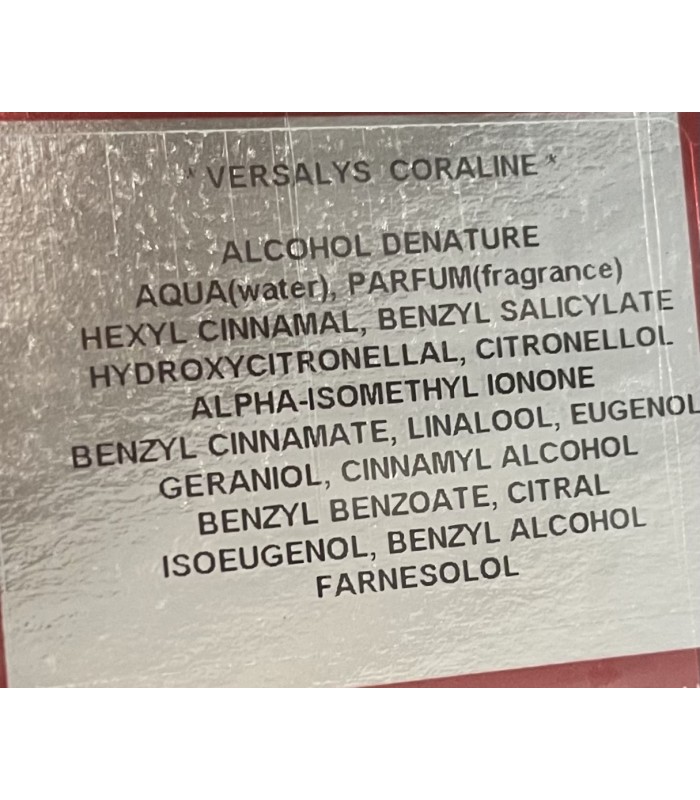 * VERSALYS CORALINE *
ALCOHOL DENATURE
AQUA(water), PARFUM(fragrance)
HEXYL CINNAMAL, BENZYL SALICYLATE
HYDROXYCITRONELLAL, CITRONELLOL
ALPHA-ISOMETHYL IONONE
BENZYL CINNAMATE, LINALOOL, EUGENOL
GERANIOL, CINNAMYL ALCOHOL
BENZYL BENZOATE, CITRAL
ISOEUGENOL, BENZYL ALCOHOL
FARNESOLOL